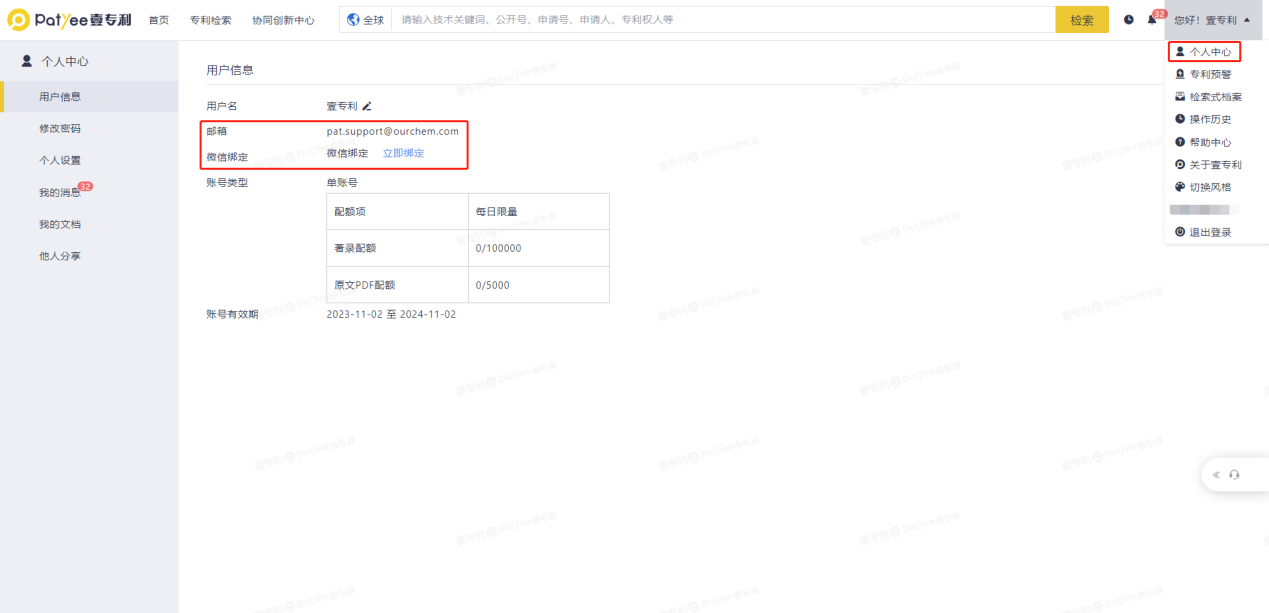 Patyee壹专利 首页 专利检索 协同创新中心 全球 请输入技术关键词、公开号、申请号、申请人、专利权人等 检索 32 您好！壹专利
个人中心
用户信息
修改密码
个人设置
我的消息 32
我的文档
他人分享
用户信息
用户名 壹专利
邮箱 pat.support@ourchem.com
微信绑定 微信绑定 立即绑定
账号类型 单账号
配额项 每日限量
著录配额 0/100000
原文PDF配额 0/5000
账号有效期 2023-11-02 至 2024-11-02
个人中心
专利预警
检索式档案
操作历史
帮助中心
关于壹专利
切换风格
退出登录